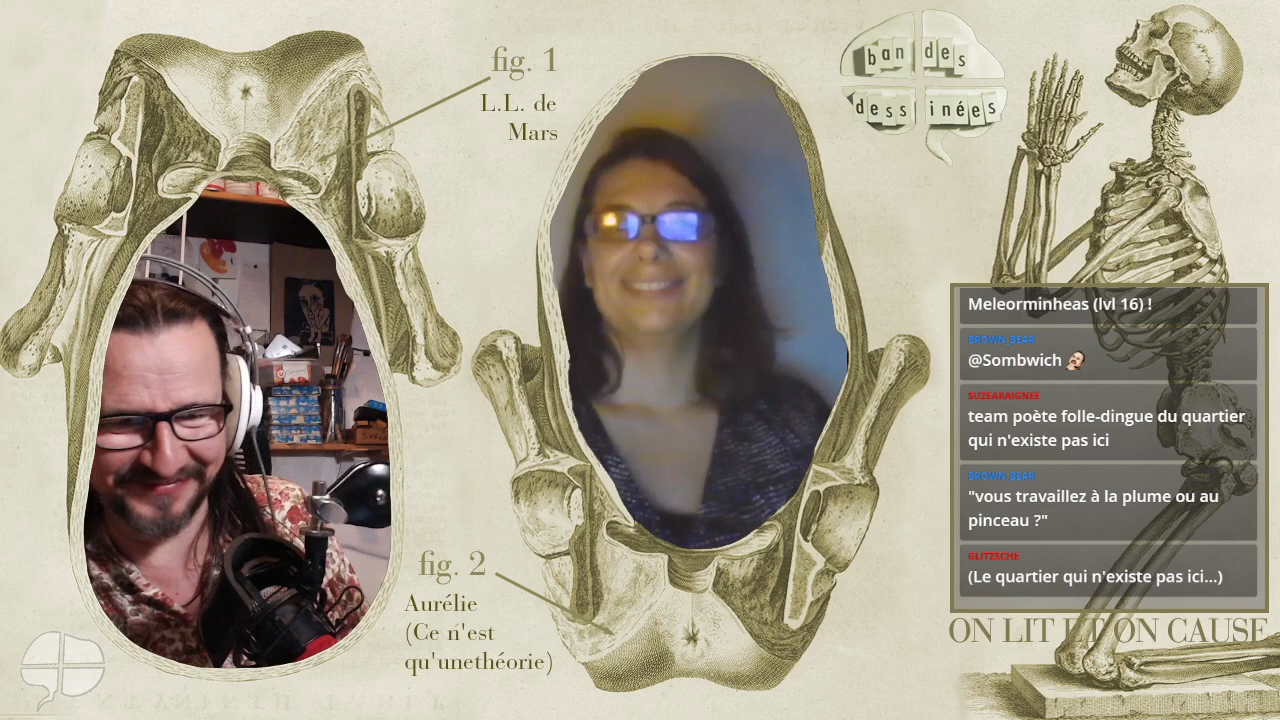 fig. 1
L.L. de
Mars
ban des
dess inées
Meleorminheas (lvl 16) !
BROWN_BEAR
@Sombwich
SUZEARAIGNEE
team poète folle-dingue du quartier
qui n'existe pas ici
BROWN_BEAR
"vous travaillez à la plume ou au
pinceau ?"
GLITZSCHE
(Le quartier qui n'existe pas ici...)
fig. 2
Aurélie
(Ce n'est
qu'unethéorie)
ON LIT ET ON CAUSE